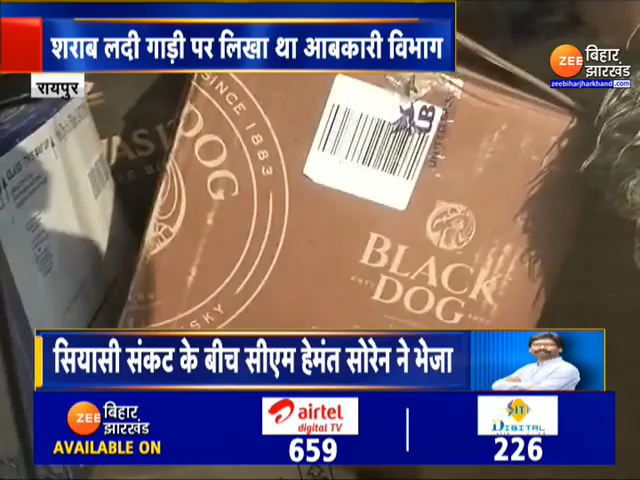 शराब लदी गाड़ी पर लिखा था आबकारी विभाग
रायपुर
ZEE बिहार झारखंड
zeebiharjharkhand.com
SINCE 1883
DOG
BLACK DOG
सियासी संकट के बीच सीएम हेमंत सोरेन ने भेजा
ZEE बिहार झारखंड
AVAILABLE ON
airtel
digital TV
659
SITI
DIGITAL
226